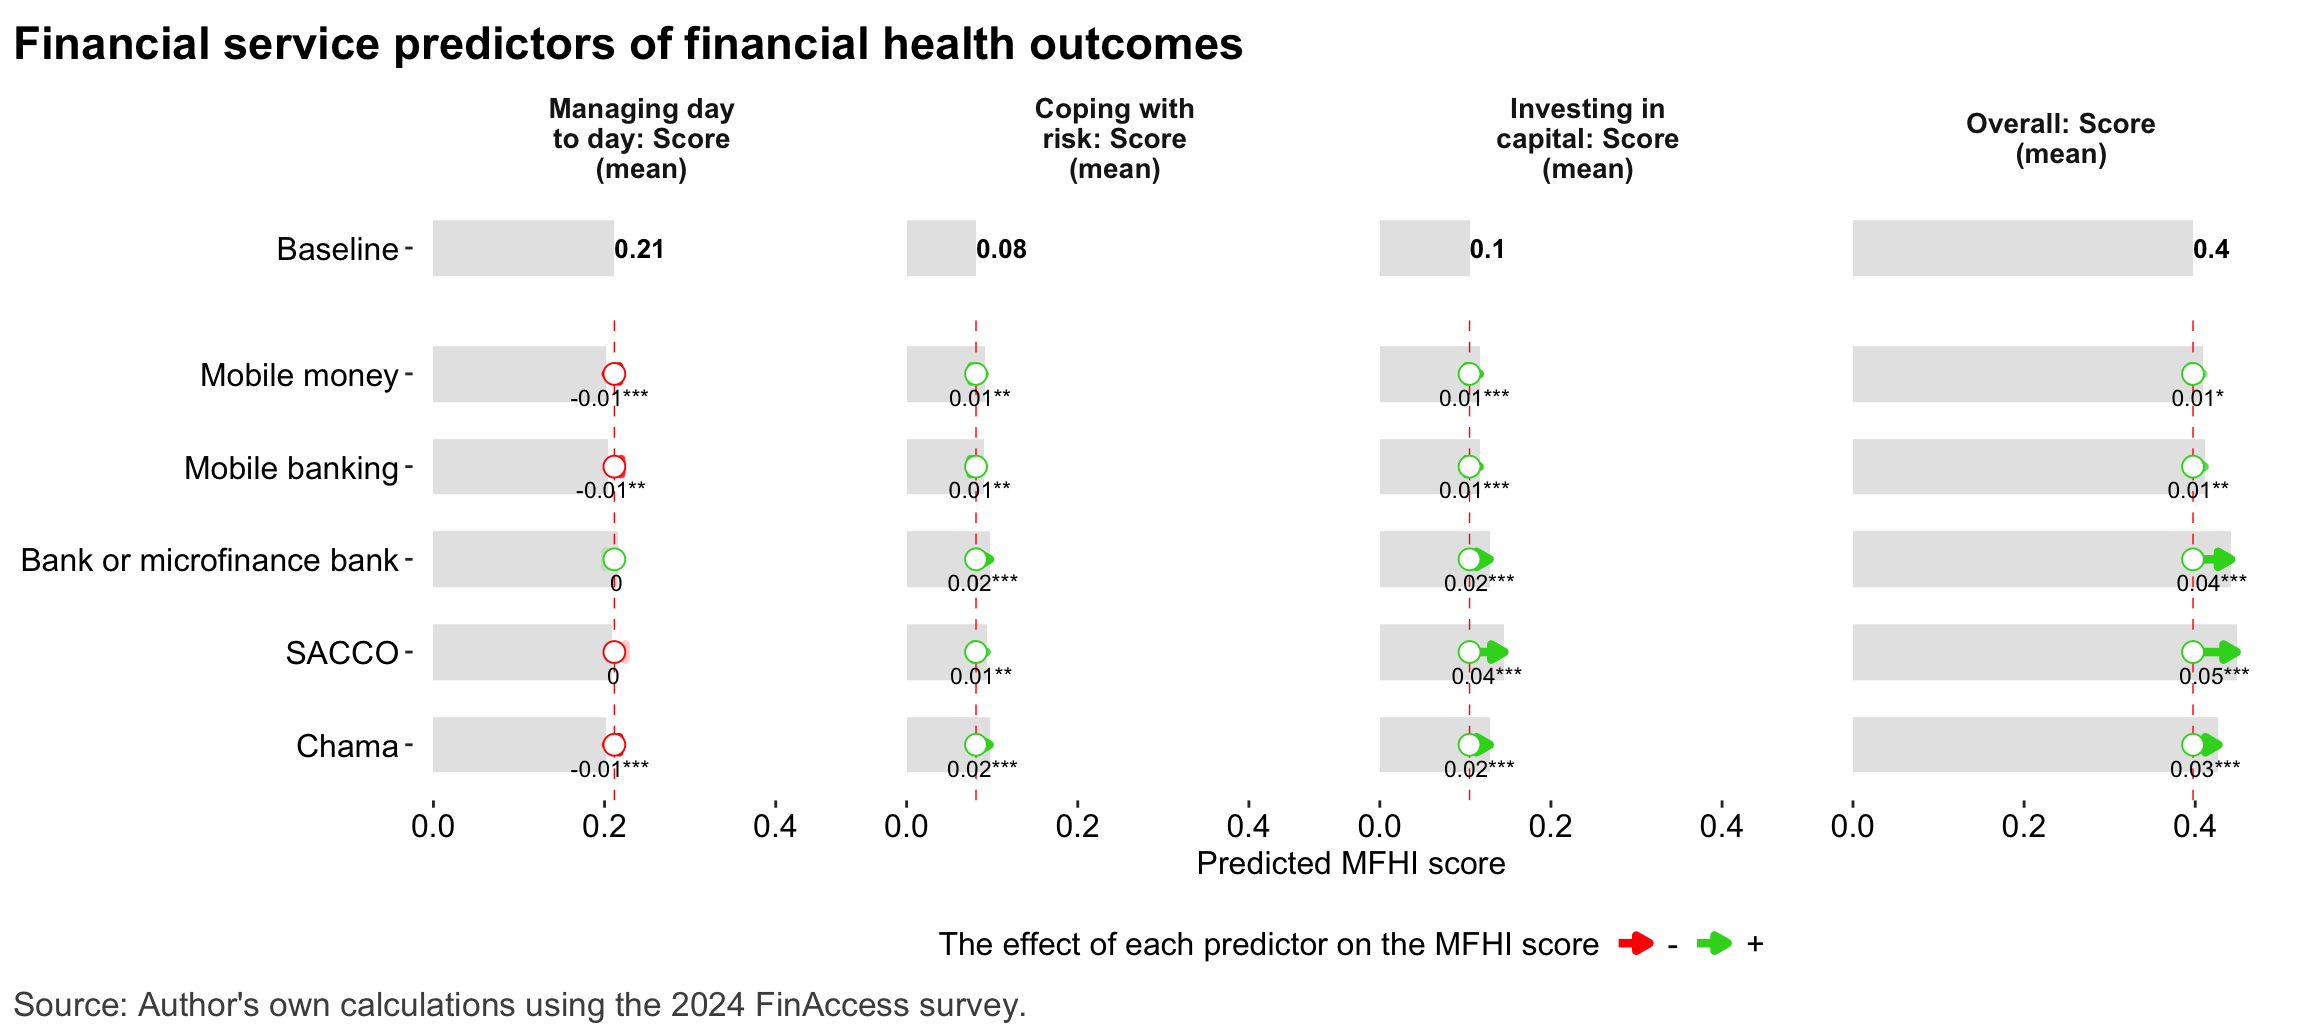 Financial service predictors of financial health outcomes
Managing day
to day: Score
(mean)
Coping with
risk: Score
(mean)
Investing in
capital: Score
(mean)
Overall: Score
(mean)
Baseline
0.21
0.08
0.1
0.4
Mobile money
-0.01***
0.01**
0.01***
0.01*
Mobile banking
-0.01**
0.01**
0.01***
0.01**
Bank or microfinance bank
0
0.02***
0.02***
0.04***
SACCO
0
0.01**
0.04***
0.05***
Chama
-0.01***
0.02***
0.02***
0.03***
0.0 0.2 0.4
0.0 0.2 0.4
0.0 0.2 0.4
0.0 0.2 0.4
Predicted MFHI score
The effect of each predictor on the MFHI score - +
Source: Author's own calculations using the 2024 FinAccess survey.